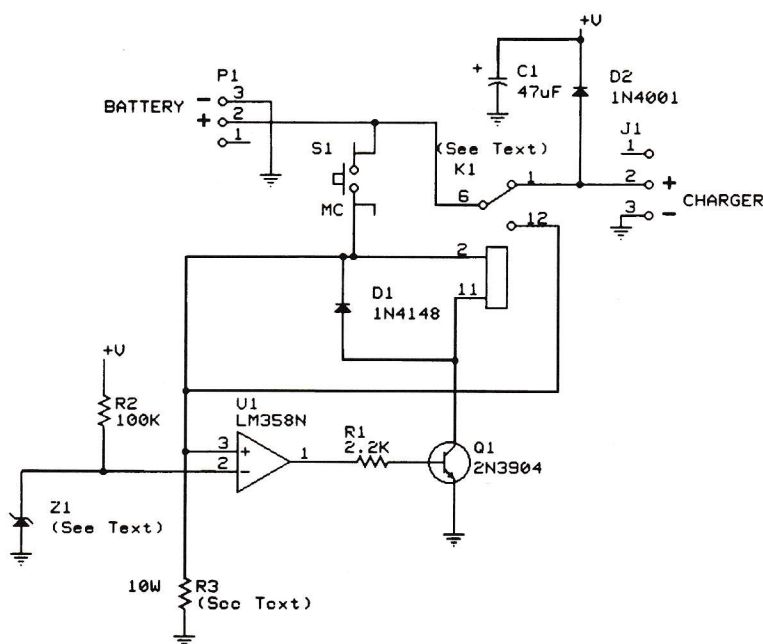 +V
C1
47uF
+
D2
1N4001
P1
3
-
BATTERY
+
2
1
J1
1
S1
(See Text)
K1
6
1
2
+
CHARGER
3
-
MC
12
2
D1
1N4148
11
+V
R2
100K
U1
LM358N
3
+
2
-
1
R1
2.2K
Q1
2N3904
Z1
(See Text)
10W
R3
(See Text)